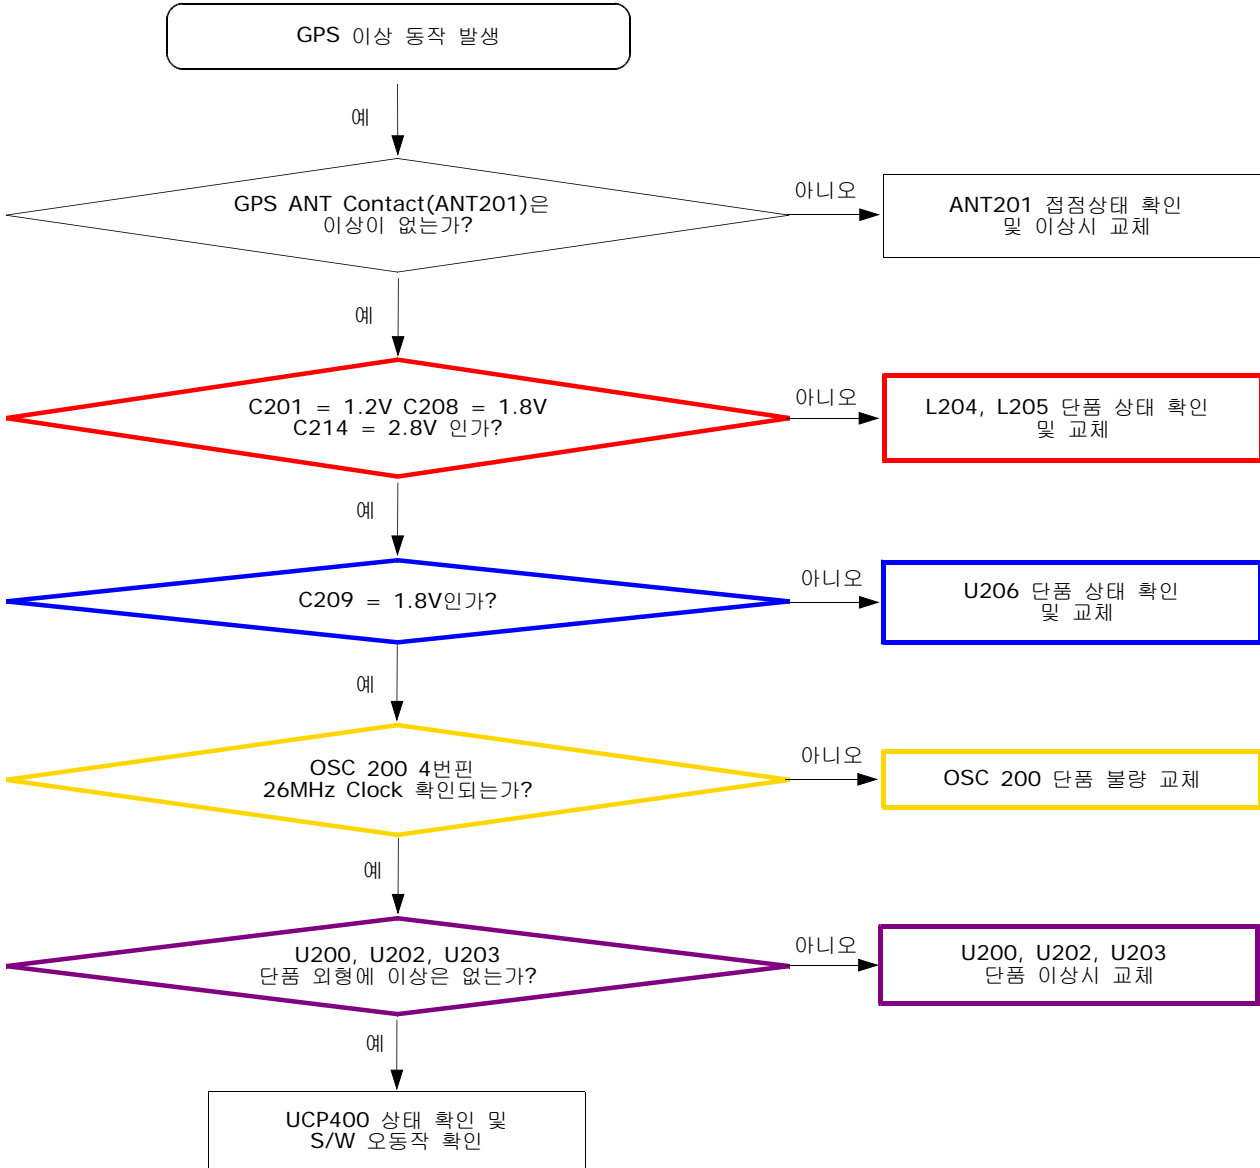 GPS 이상 동작 발생
예
GPS ANT Contact(ANT201)은
이상이 없는가?
아니오
ANT201 접점상태 확인
및 이상시 교체
예
C201 = 1.2V C208 = 1.8V
C214 = 2.8V 인가?
아니오
L204, L205 단품 상태 확인
및 교체
예
C209 = 1.8V인가?
아니오
U206 단품 상태 확인
및 교체
예
OSC 200 4번핀
26MHz Clock 확인되는가?
아니오
OSC 200 단품 불량 교체
예
U200, U202, U203
단품 외형에 이상은 없는가?
아니오
U200, U202, U203
단품 이상시 교체
예
UCP400 상태 확인 및
S/W 오동작 확인